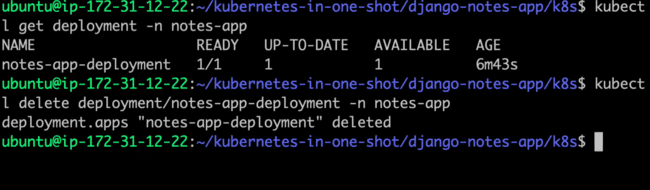 ubuntu@ip-172-31-12-22:~/kubernetes-in-one-shot/django-notes-app/k8s$ kubect
l get deployment -n notes-app
NAME READY UP-TO-DATE AVAILABLE AGE
notes-app-deployment 1/1 1 1 6m43s
ubuntu@ip-172-31-12-22:~/kubernetes-in-one-shot/django-notes-app/k8s$ kubect
l delete deployment/notes-app-deployment -n notes-app
deployment.apps "notes-app-deployment" deleted
ubuntu@ip-172-31-12-22:~/kubernetes-in-one-shot/django-notes-app/k8s$